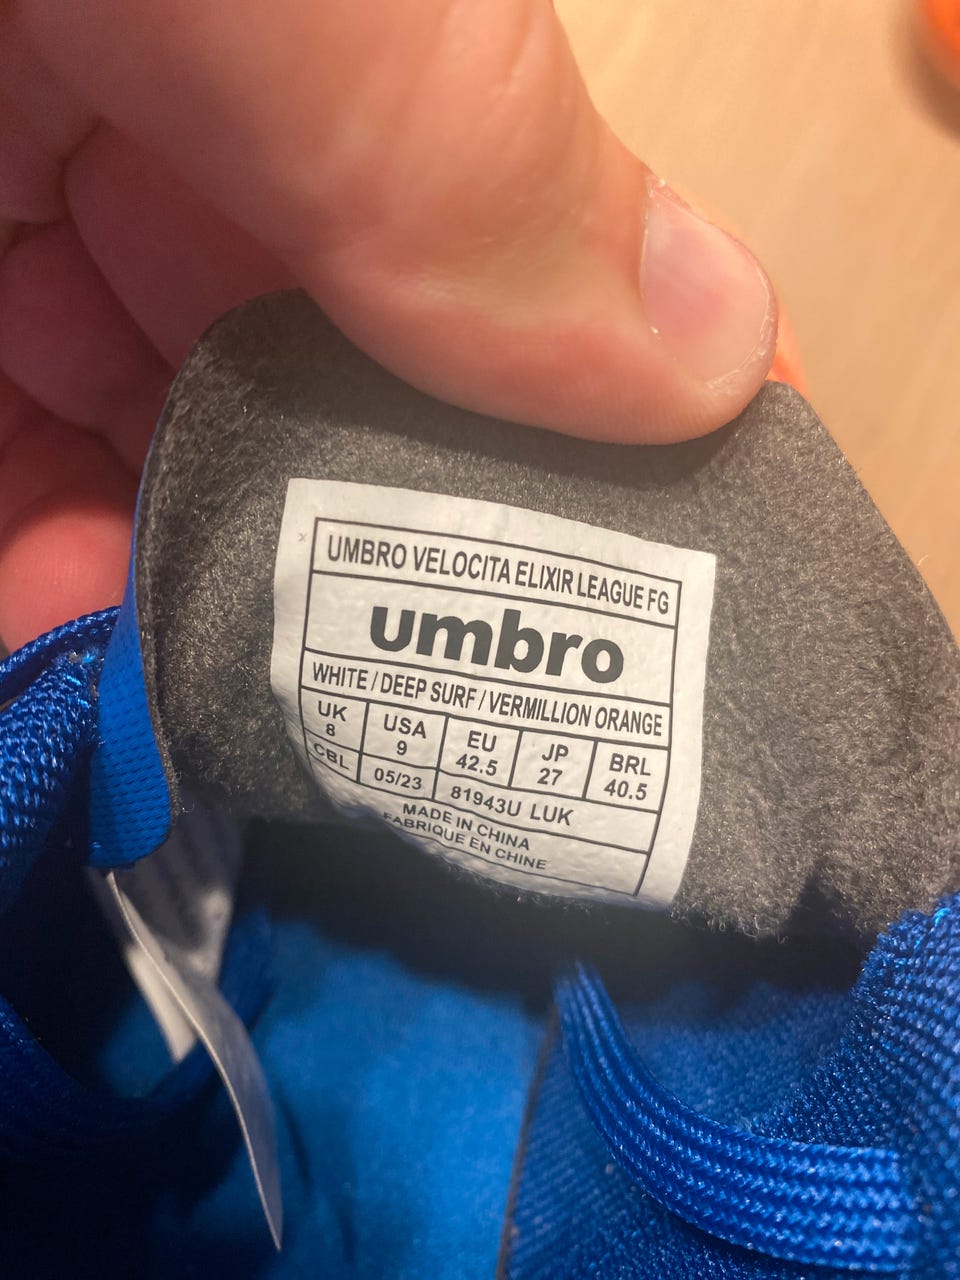 UMBRO VELOCITA ELIXIR LEAGUE FG
umbro
WHITE / DEEP SURF / VERMILLION ORANGE
UK USA EU JP BRL
8 9 42.5 27 40.5
CBL 05/23 81943U LUK
MADE IN CHINA
FABRIQUE EN CHINE